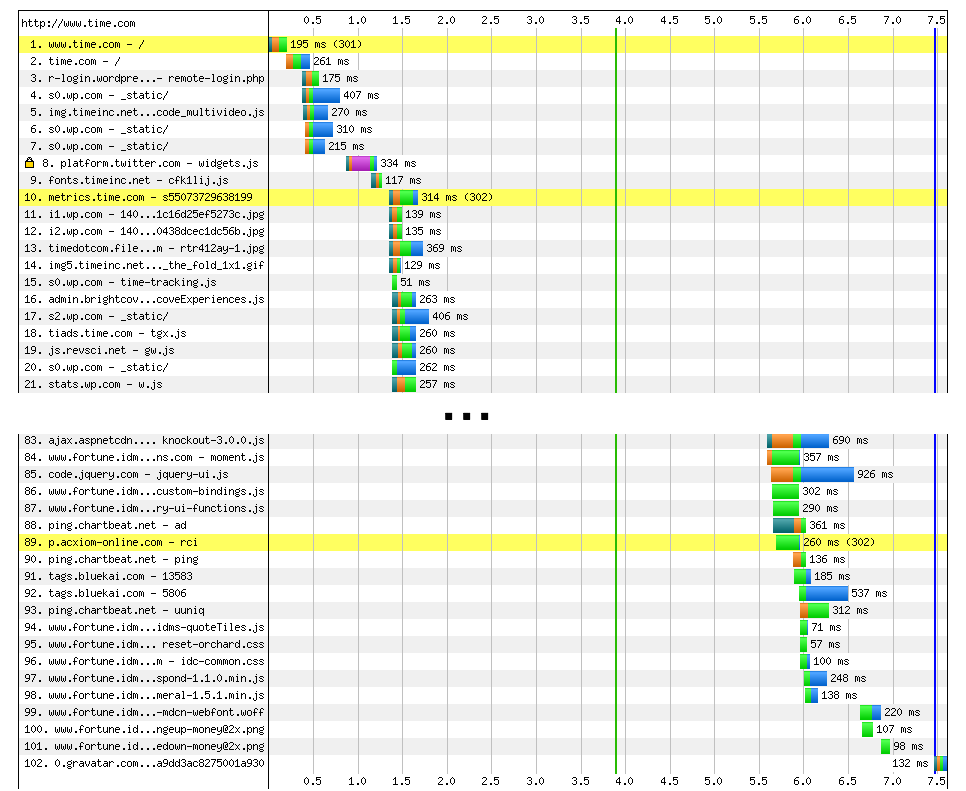 http://www.time.com 0.5 1.0 1.5 2.0 2.5 3.0 3.5 4.0 4.5 5.0 5.5 6.0 6.5 7.0 7.5
1. www.time.com - / 195 ms (301)
2. time.com - / 261 ms
3. r-login.wordpre...- remote-login.php 175 ms
4. s0.wp.com - _static/ 407 ms
5. img.timeinc.net...code_multivideo.js 270 ms
6. s0.wp.com - _static/ 310 ms
7. s0.wp.com - _static/ 215 ms
8. platform.twitter.com - widgets.js 334 ms
9. fonts.timeinc.net - cfk1lij.js 117 ms
10. metrics.time.com - s55073729638199 314 ms (302)
11. i1.wp.com - 140...1c16d25ef5273c.jpg 139 ms
12. i2.wp.com - 140...0438dcec1dc56b.jpg 135 ms
13. timedotcom.file...m - rtr412ay-1.jpg 369 ms
14. img5.timeinc.net..._the_fold_1x1.gif 129 ms
15. s0.wp.com - time-tracking.js 51 ms
16. admin.brightcov...coveExperiences.js 263 ms
17. s2.wp.com - _static/ 406 ms
18. tiads.time.com - tgx.js 260 ms
19. js.revsci.net - gw.js 260 ms
20. s0.wp.com - _static/ 262 ms
21. stats.wp.com - w.js 257 ms
...
83. ajax.aspnetcdn.... knockout-3.0.0.js 690 ms
84. www.fortune.idm...ns.com - moment.js 357 ms
85. code.jquery.com - jquery-ui.js 926 ms
86. www.fortune.idm...custom-bindings.js 302 ms
87. www.fortune.idm...ry-ui-functions.js 290 ms
88. ping.chartbeat.net - ad 361 ms
89. p.acxiom-online.com - rci 260 ms (302)
90. ping.chartbeat.net - ping 136 ms
91. tags.bluekai.com - 13583 185 ms
92. tags.bluekai.com - 5806 537 ms
93. ping.chartbeat.net - uuniq 312 ms
94. www.fortune.idm...idms-quoteTiles.js 71 ms
95. www.fortune.idm... reset-orchard.css 57 ms
96. www.fortune.idm...m - idc-common.css 100 ms
97. www.fortune.idm...spond-1.1.0.min.js 248 ms
98. www.fortune.idm...meral-1.5.1.min.js 138 ms
99. www.fortune.idm...-mdcn-webfont.woff 220 ms
100. www.fortune.id...ngeup-money@2x.png 107 ms
101. www.fortune.id...edown-money@2x.png 98 ms
102. 0.gravatar.com...a9dd3ac8275001a930 132 ms
0.5 1.0 1.5 2.0 2.5 3.0 3.5 4.0 4.5 5.0 5.5 6.0 6.5 7.0 7.5